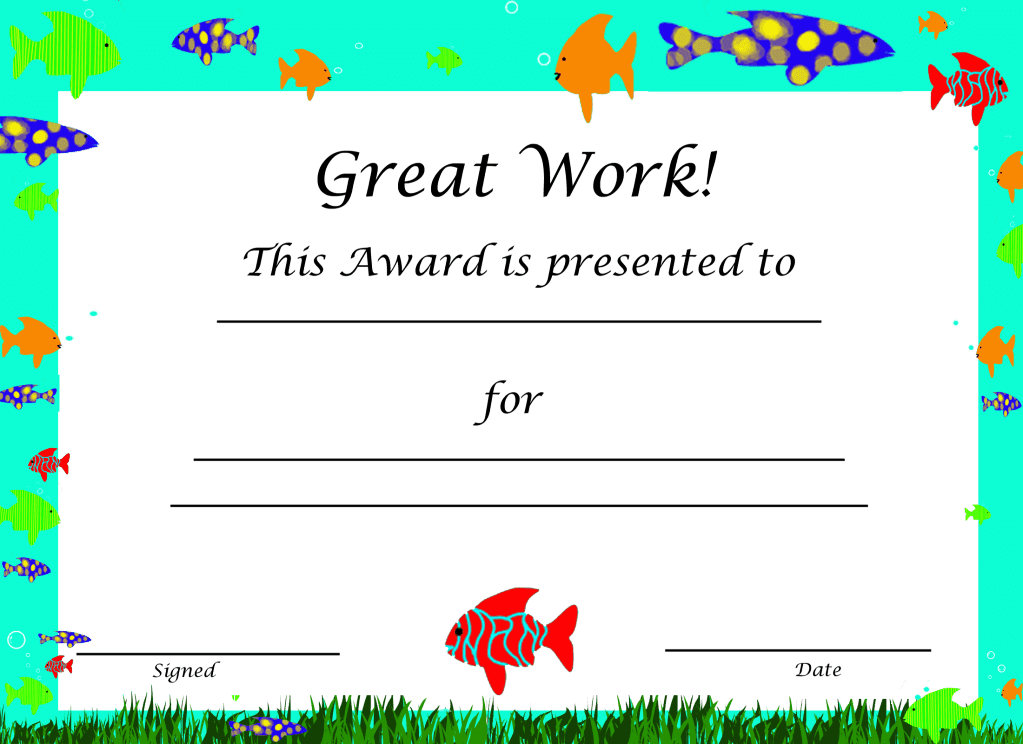 Great Work!
This Award is presented to
for
Signed
Date